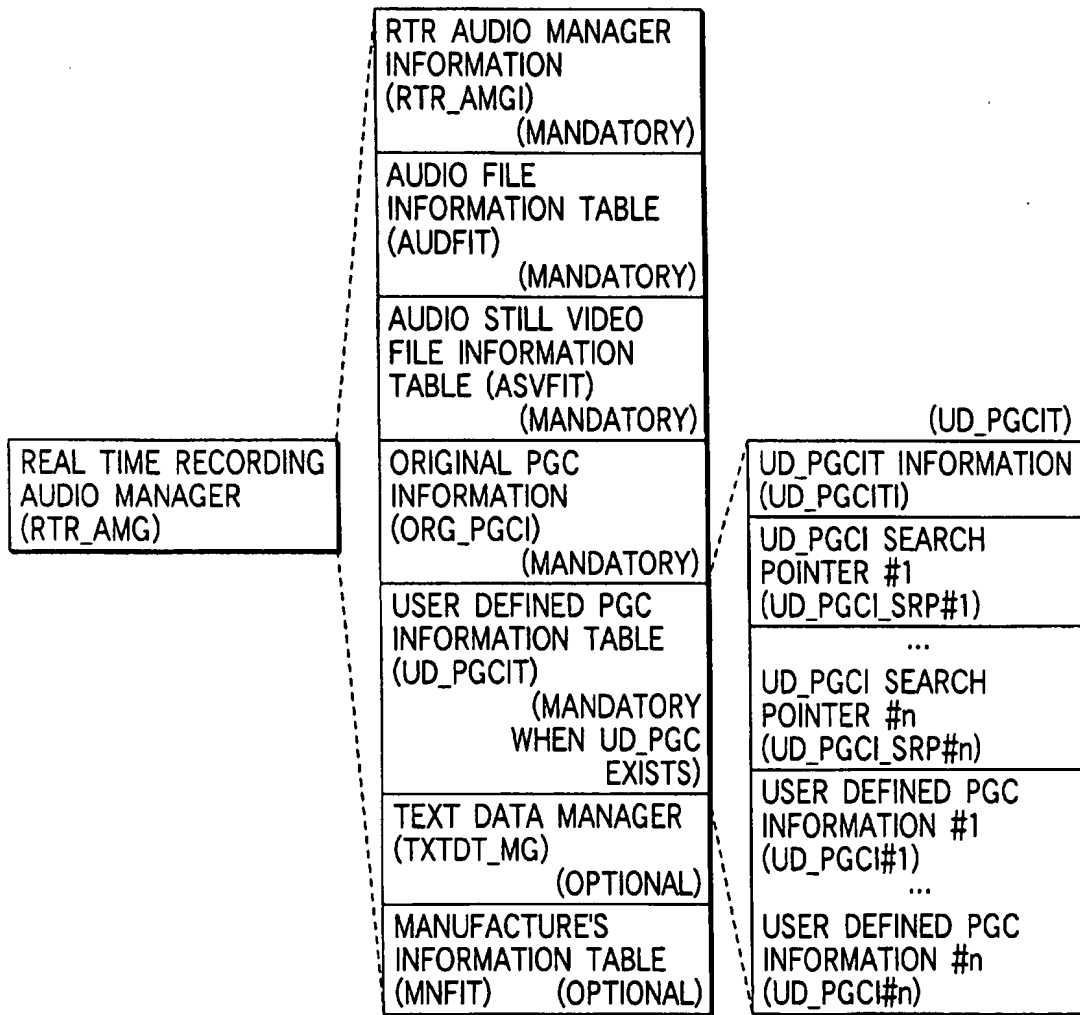 REAL TIME RECORDING
AUDIO MANAGER
(RTR_AMG)
RTR AUDIO MANAGER
INFORMATION
(RTR_AMGI)
(MANDATORY)
AUDIO FILE
INFORMATION TABLE
(AUDFIT)
(MANDATORY)
AUDIO STILL VIDEO
FILE INFORMATION
TABLE (ASVFIT)
(MANDATORY)
ORIGINAL PGC
INFORMATION
(ORG_PGCI)
(MANDATORY)
USER DEFINED PGC
INFORMATION TABLE
(UD_PGCIT)
(MANDATORY
WHEN UD_PGC
EXISTS)
TEXT DATA MANAGER
(TXTDT_MG)
(OPTIONAL)
MANUFACTURE'S
INFORMATION TABLE
(MNFIT) (OPTIONAL)
(UD_PGCIT)
UD_PGCIT INFORMATION
(UD_PGCITI)
UD_PGCI SEARCH
POINTER #1
(UD_PGCI_SRP#1)
...
UD_PGCI SEARCH
POINTER #n
(UD_PGCI_SRP#n)
USER DEFINED PGC
INFORMATION #1
(UD_PGCI#1)
...
USER DEFINED PGC
INFORMATION #n
(UD_PGCI#n)